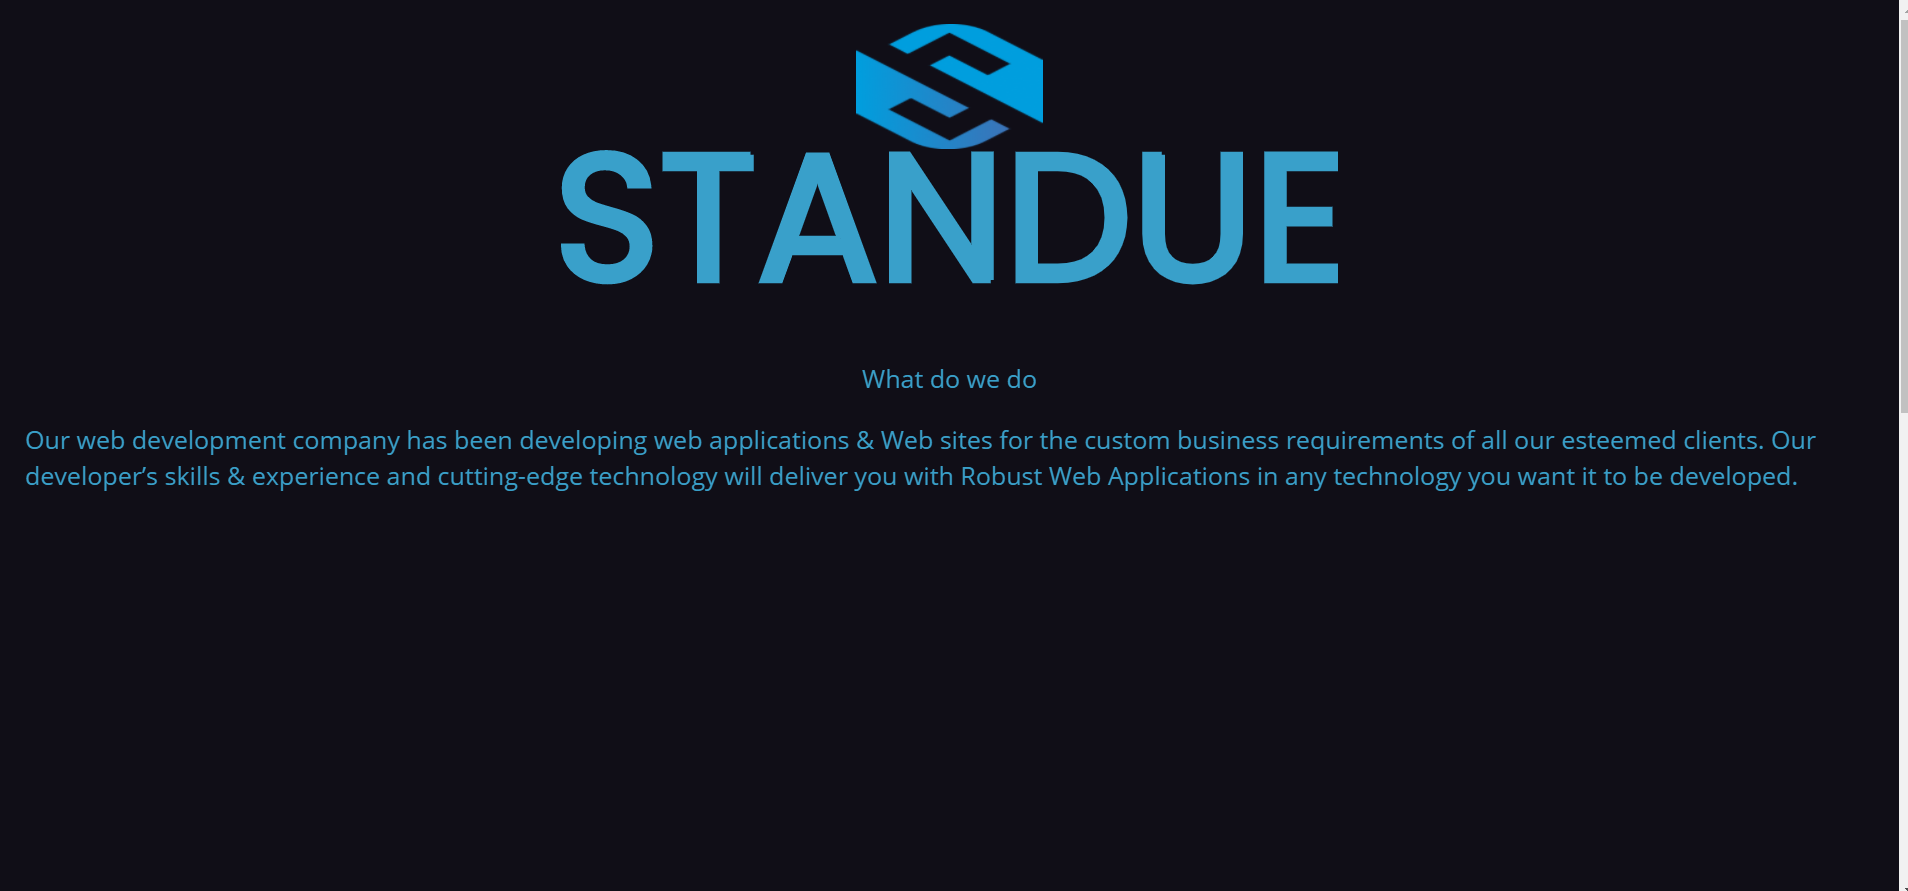 STANDUE
What do we do
Our web development company has been developing web applications & Web sites for the custom business requirements of all our esteemed clients. Our
developer’s skills & experience and cutting-edge technology will deliver you with Robust Web Applications in any technology you want it to be developed.